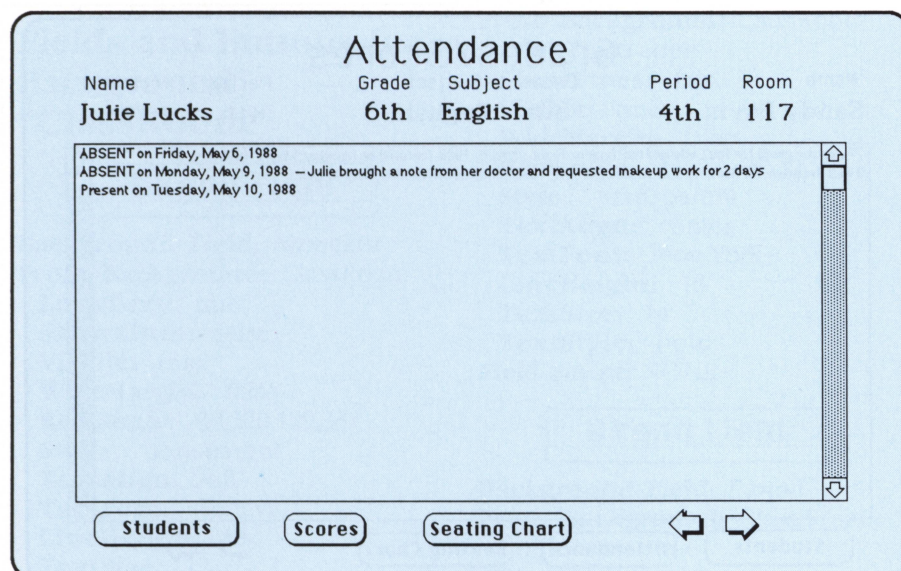 Attendance
Name Grade Subject Period Room
Julie Lucks 6th English 4th 117
ABSENT on Friday, May 6, 1988
ABSENT on Monday, May 9, 1988 —Julie brought a note from her doctor and requested makeup work for 2 days
Present on Tuesday, May 10, 1988
Students Scores Seating Chart